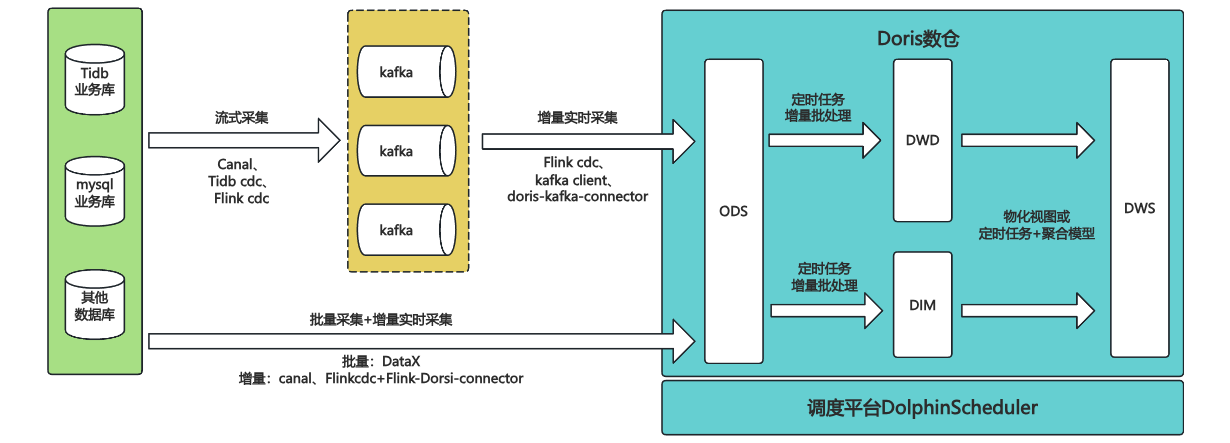 Tidb
业务库
mysql
业务库
其他
数据库
流式采集
Canal、
Tidb cdc、
Flink cdc
kafka
kafka
kafka
增量实时采集
Flink cdc、
kafka client、
doris-kafka-connector
批量采集+增量实时采集
批量：DataX
增量：canal、Flinkcdc+Flink-Dorsi-connector
Doris数仓
ODS
定时任务
增量批处理
DWD
定时任务
增量批处理
DIM
物化视图或
定时任务+聚合模型
DWS
调度平台DolphinScheduler